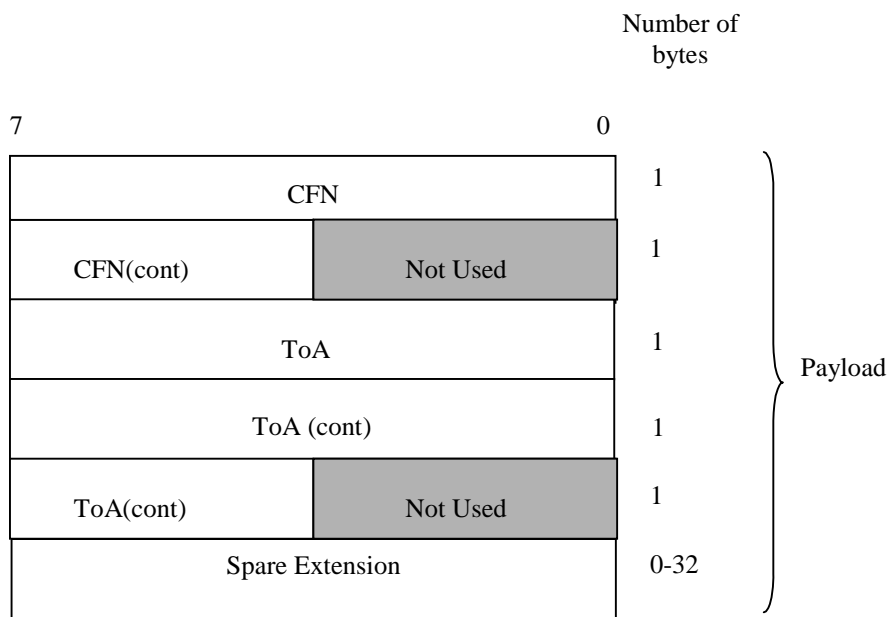 Number of
bytes
7 0
CFN 1
CFN(cont) Not Used 1
ToA 1
Payload
ToA (cont) 1
ToA(cont) Not Used 1
Spare Extension 0-32